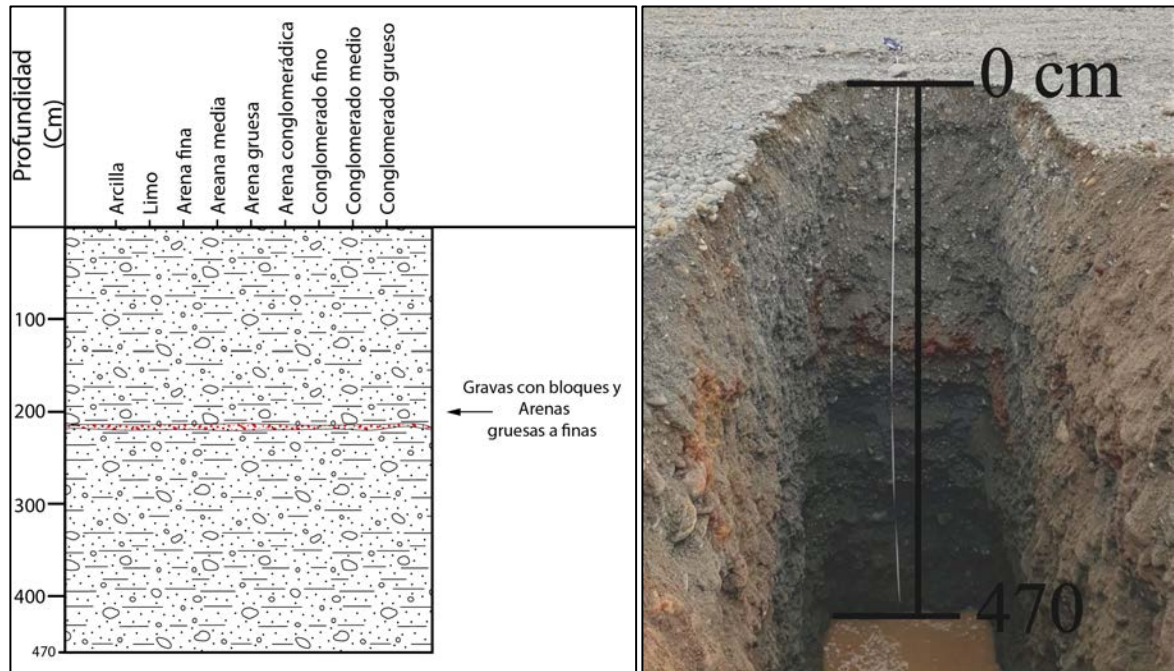 Profundidad
(Cm)
Arcilla
Limo
Arena fina
Areana media
Arena gruesa
Arena conglomerádica
Conglomerado fino
Conglomerado medio
Conglomerado grueso
100
200
300
400
470
Gravas con bloques y
Arenas
gruesas a finas
0 cm
470